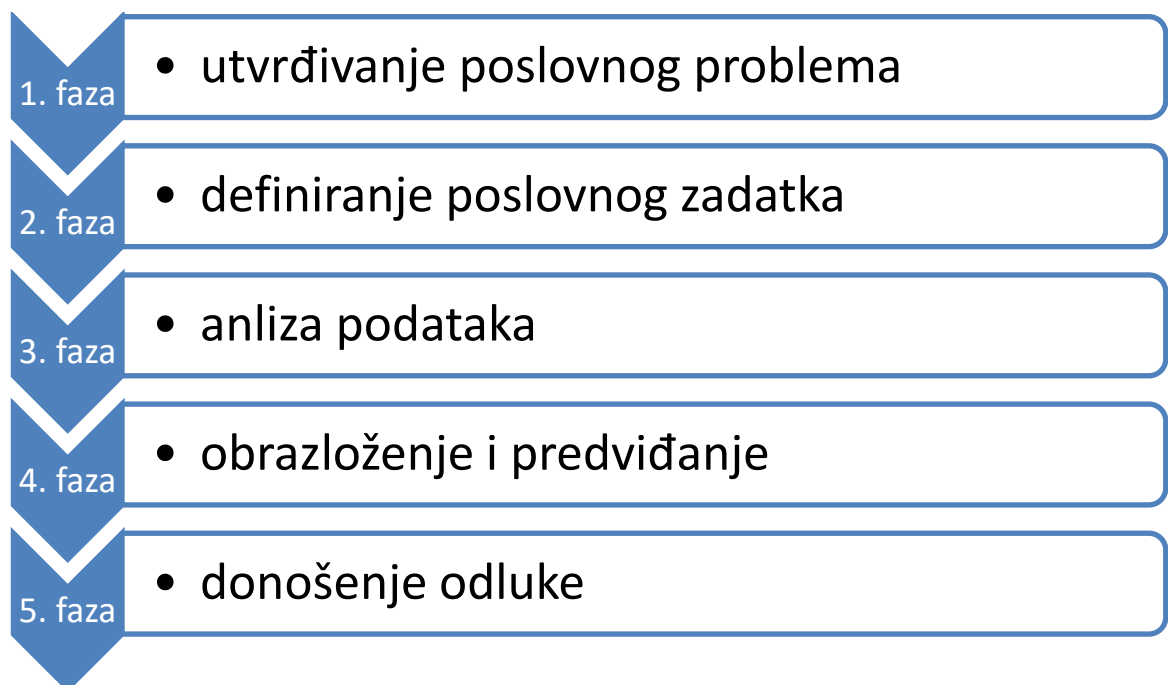 1. faza
• utvrđivanje poslovnog problema
2. faza
• definiranje poslovnog zadatka
3. faza
• anliza podataka
4. faza
• obrazloženje i predviđanje
5. faza
• donošenje odluke